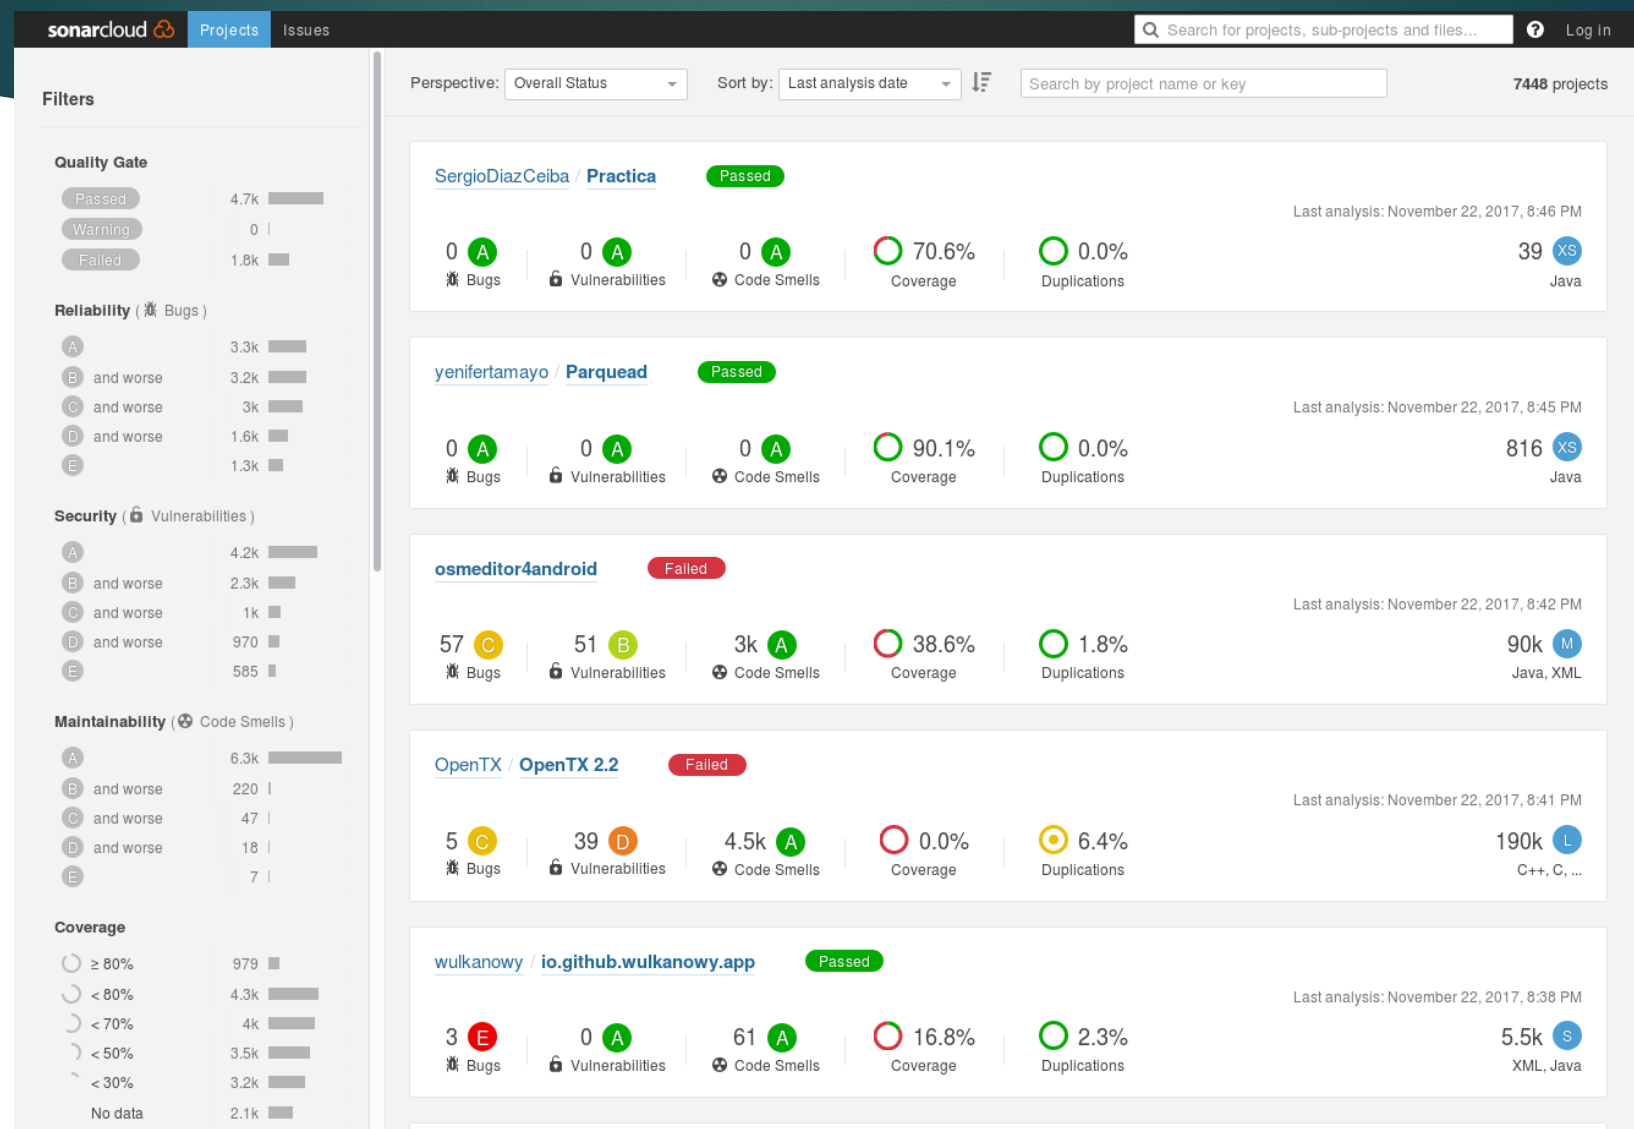 sonarcloud Projects Issues Search for projects, sub-projects and files... ? Log in
Filters
Quality Gate
Passed 4.7k
Warning 0
Failed 1.8k
Reliability ( Bugs )
A 3.3k
B and worse 3.2k
C and worse 3k
D and worse 1.6k
E 1.3k
Security ( Vulnerabilities )
A 4.2k
B and worse 2.3k
C and worse 1k
D and worse 970
E 585
Maintainability ( Code Smells )
A 6.3k
B and worse 220
C and worse 47
D and worse 18
E 7
Coverage
≥ 80% 979
< 80% 4.3k
< 70% 4k
< 50% 3.5k
< 30% 3.2k
No data 2.1k
Perspective: Overall Status Sort by: Last analysis date Search by project name or key 7448 projects
SergioDiazCeiba / Practica Passed
Last analysis: November 22, 2017, 8:46 PM
0 A 0 A 0 A 70.6% 0.0% 39 XS
Bugs Vulnerabilities Code Smells Coverage Duplications Java
yenifertamayo / Parquead Passed
Last analysis: November 22, 2017, 8:45 PM
0 A 0 A 0 A 90.1% 0.0% 816 XS
Bugs Vulnerabilities Code Smells Coverage Duplications Java
osmeditor4android Failed
Last analysis: November 22, 2017, 8:42 PM
57 C 51 B 3k A 38.6% 1.8% 90k M
Bugs Vulnerabilities Code Smells Coverage Duplications Java, XML
OpenTX / OpenTX 2.2 Failed
Last analysis: November 22, 2017, 8:41 PM
5 C 39 D 4.5k A 0.0% 6.4% 190k L
Bugs Vulnerabilities Code Smells Coverage Duplications C++, C, ...
wulkanowy / io.github.wulkanowy.app Passed
Last analysis: November 22, 2017, 8:38 PM
3 E 0 A 61 A 16.8% 2.3% 5.5k S
Bugs Vulnerabilities Code Smells Coverage Duplications XML, Java